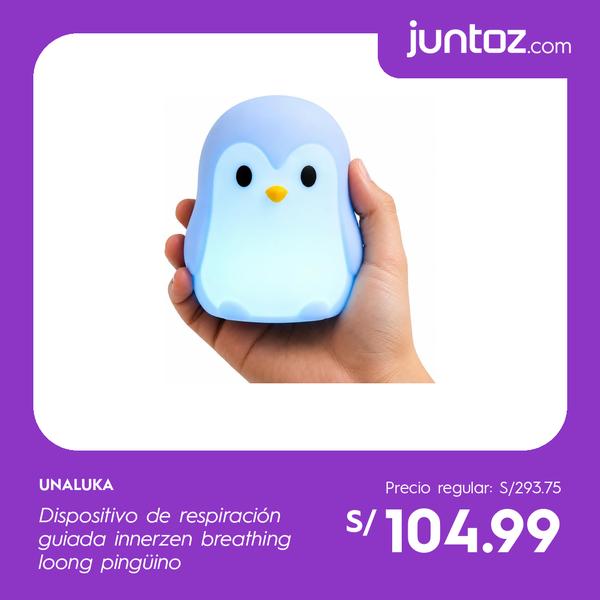 juntoz.com
UNALUKA
Dispositivo de respiración
guiada innerzen breathing
loong pingüino
Precio regular: S/293.75
S/104.99